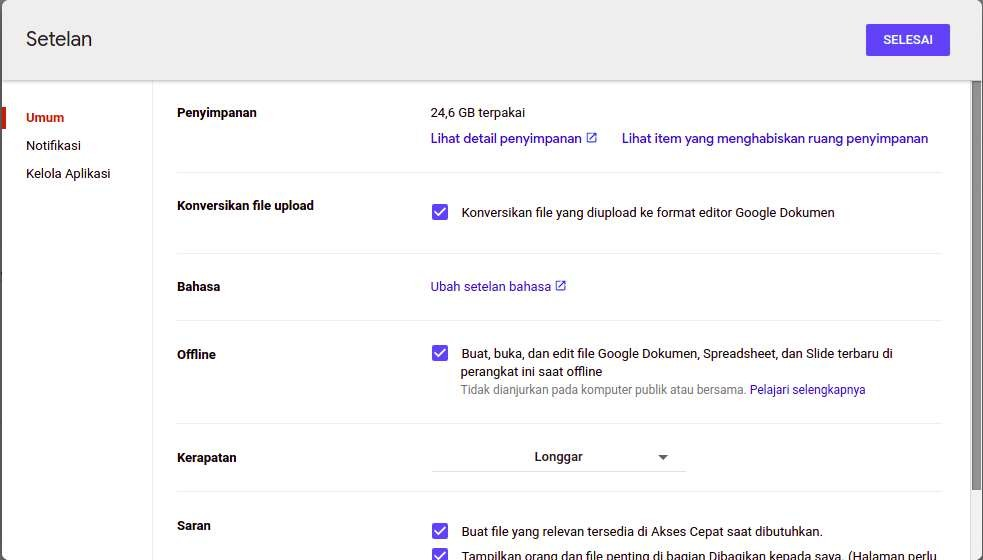 Setelan
SELESAI
Umum
Notifikasi
Kelola Aplikasi
Penyimpanan
24,6 GB terpakai
Lihat detail penyimpanan
Lihat item yang menghabiskan ruang penyimpanan
Konversikan file upload
Konversikan file yang diupload ke format editor Google Dokumen
Bahasa
Ubah setelan bahasa
Offline
Buat, buka, dan edit file Google Dokumen, Spreadsheet, dan Slide terbaru di
perangkat ini saat offline
Tidak dianjurkan pada komputer publik atau bersama. Pelajari selengkapnya
Kerapatan
Longgar
Saran
Buat file yang relevan tersedia di Akses Cepat saat dibutuhkan.
Tampilkan orang dan file penting di bagian Dibagikan kepada saya. (Halaman perlu